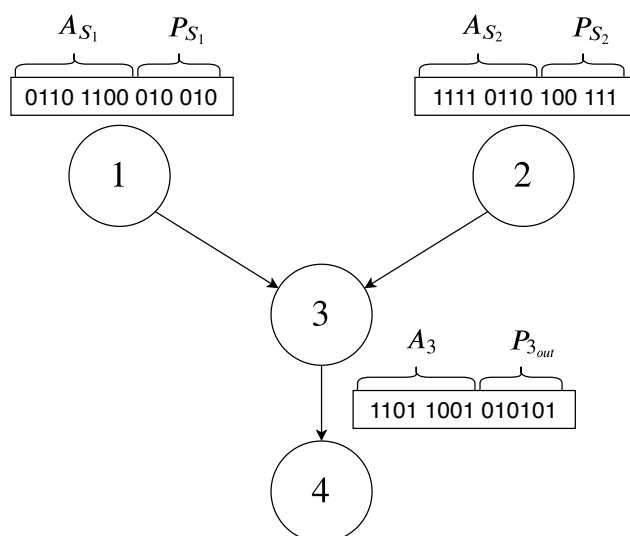 A_{S_1} P_{S_1} A_{S_2} P_{S_2}
0110 1100 010 010
1111 0110 100 111
1
2
3
A_3 P_{3_{out}}
1101 1001 010101
4